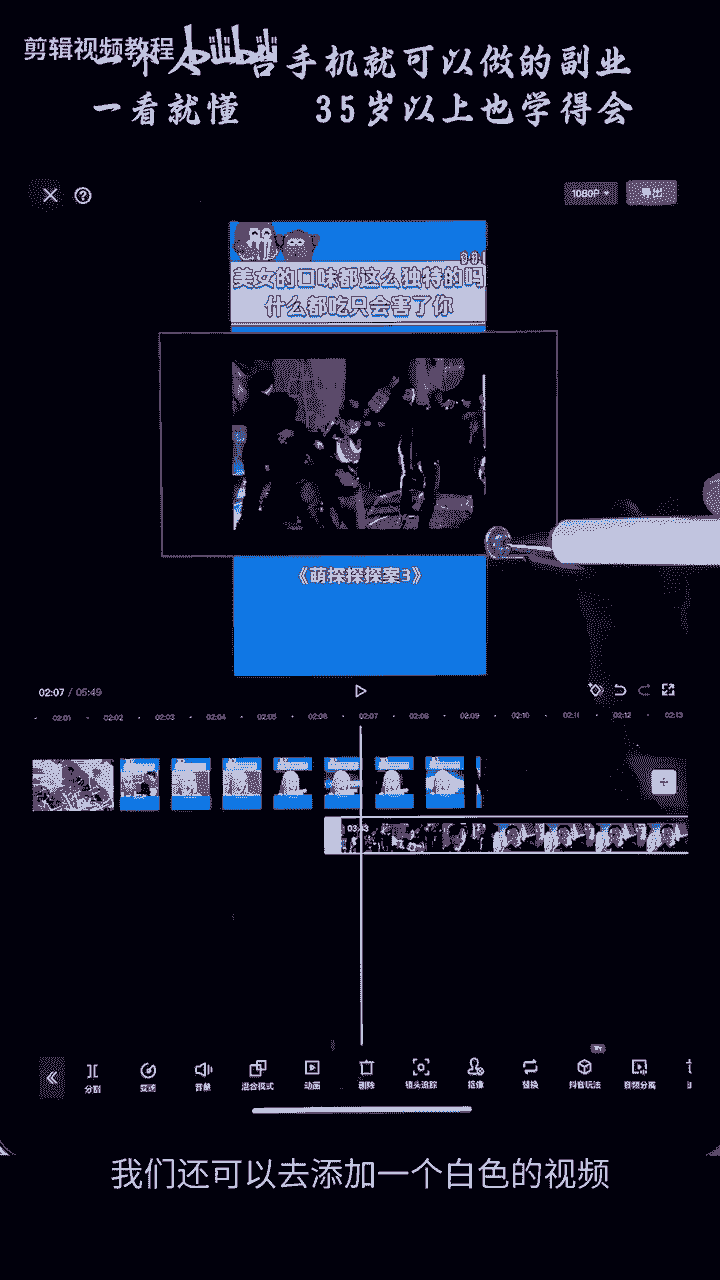 剪辑视频教程
bilibili
手机就可以做的副业
一看就懂 35岁以上也学得会
1080P
导出
美女的口味都这么独特的吗
什么都吃只会害了你
《萌探探探案3》
02:07 / 05:49
02:01 02:02 02:03 02:04 02:05 02:06 02:07 02:08 02:09 02:10 02:11 02:12 02:13
分割 变速 音量 混合模式 动画 删除 镜头追踪 抠像 替换 抖音玩法 音频分离
我们还可以去添加一个白色的视频